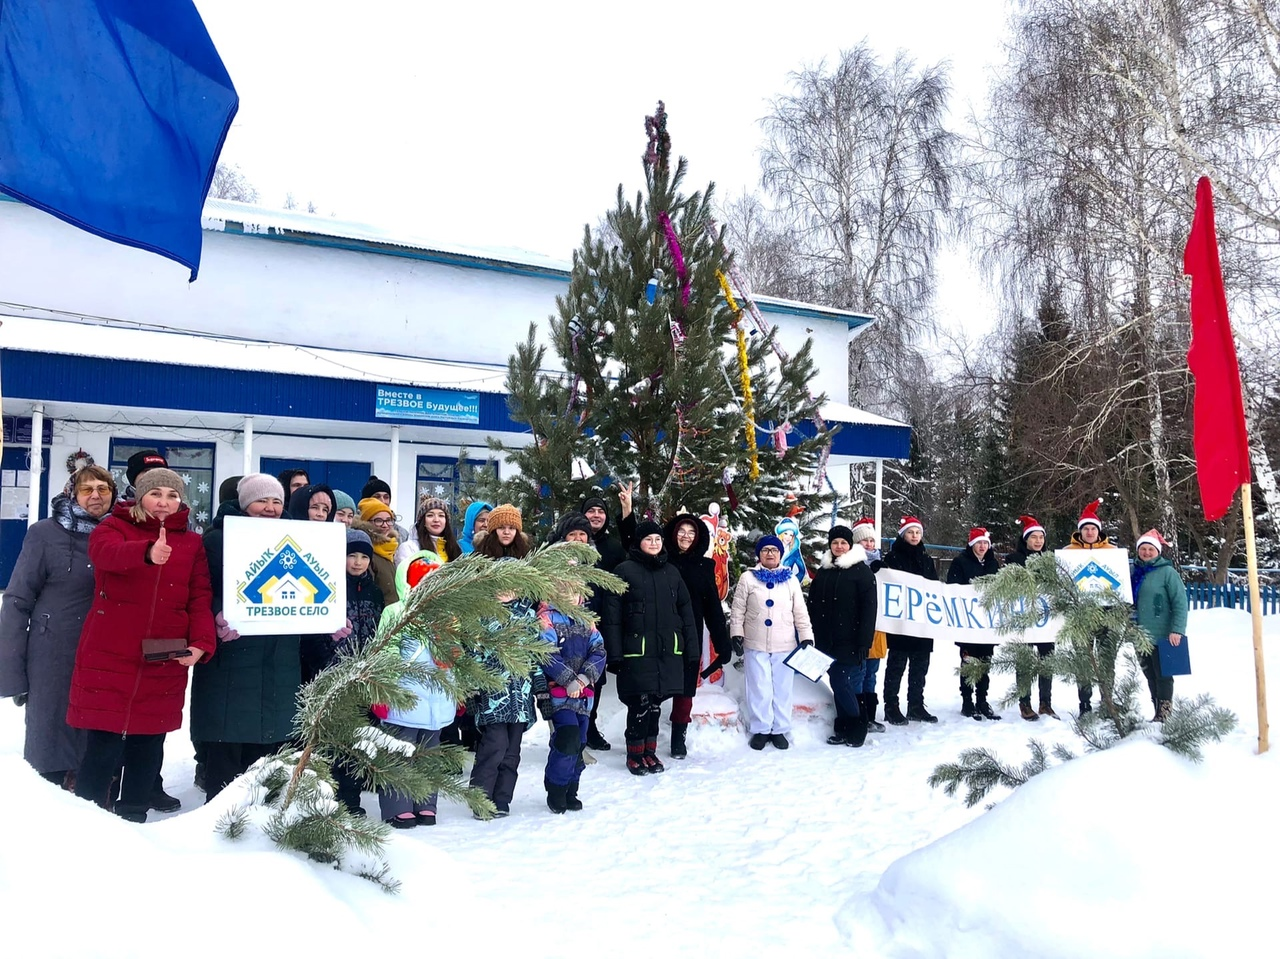 Вместе в
ТРЕЗВОЕ Будущее!!!
АЙЫК АУЫЛ
ТРЕЗВОЕ СЕЛО
ЕРёМКИНО